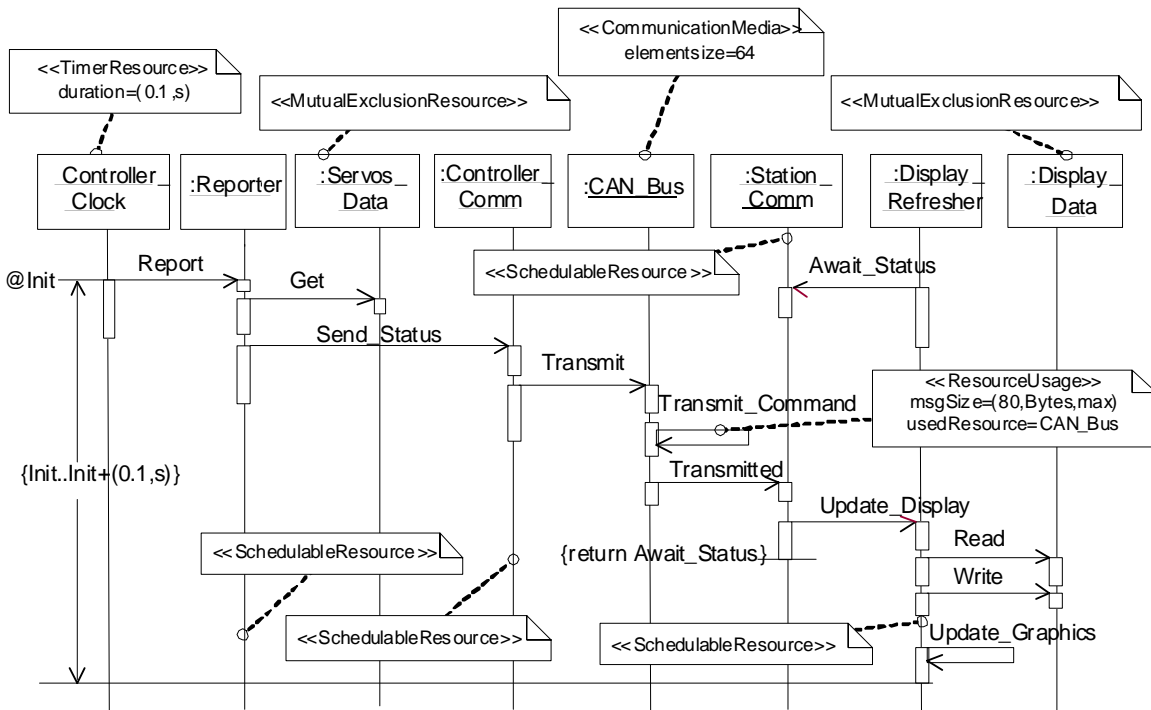 <<CommunicationMedia>>
elementsize=64
<<TimerResource>>
duration=(0.1,s)
<<MutualExclusionResource>>
<<MutualExclusionResource>>
Controller_
Clock
:Reporter
:Servos_
Data
:Controller_
Comm
:CAN_Bus
:Station_
Comm
:Display_
Refresher
:Display_
Data
@Init
Report
Get
<<SchedulableResource>>
Await_Status
Send_Status
Transmit
<<ResourceUsage>>
msgSize=(80,Bytes,max)
usedResource=CAN_Bus
Transmit_Command
{Init..Init+(0.1,s)}
Transmitted
Update_Display
<<SchedulableResource>>
{return Await_Status}
Read
Write
<<SchedulableResource>>
<<SchedulableResource>>
Update_Graphics